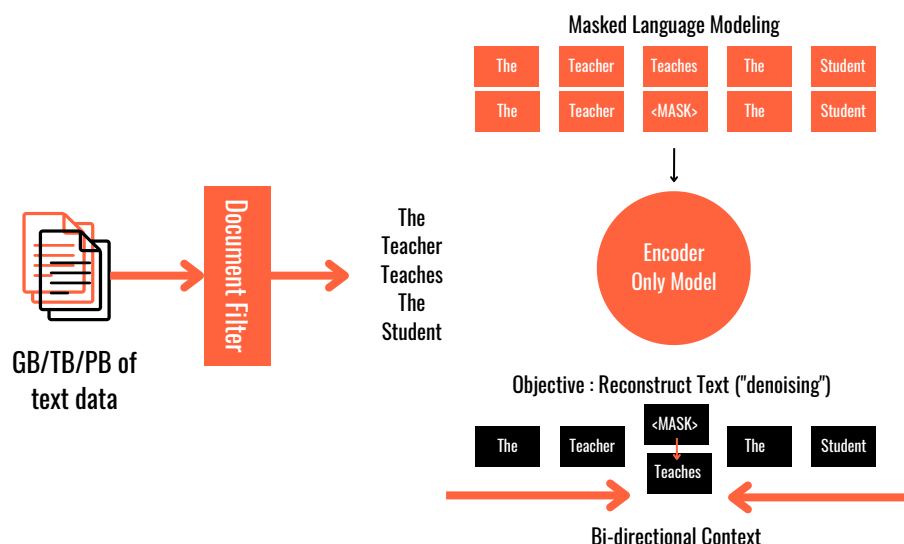 Masked Language Modeling
The Teacher Teaches The Student
The Teacher <MASK> The Student
Document Filter
The
Teacher
Teaches
The
Student
Encoder
Only Model
GB/TB/PB of
text data
Objective : Reconstruct Text ("denoising")
<MASK>
The Teacher The Student
Teaches
Bi-directional Context